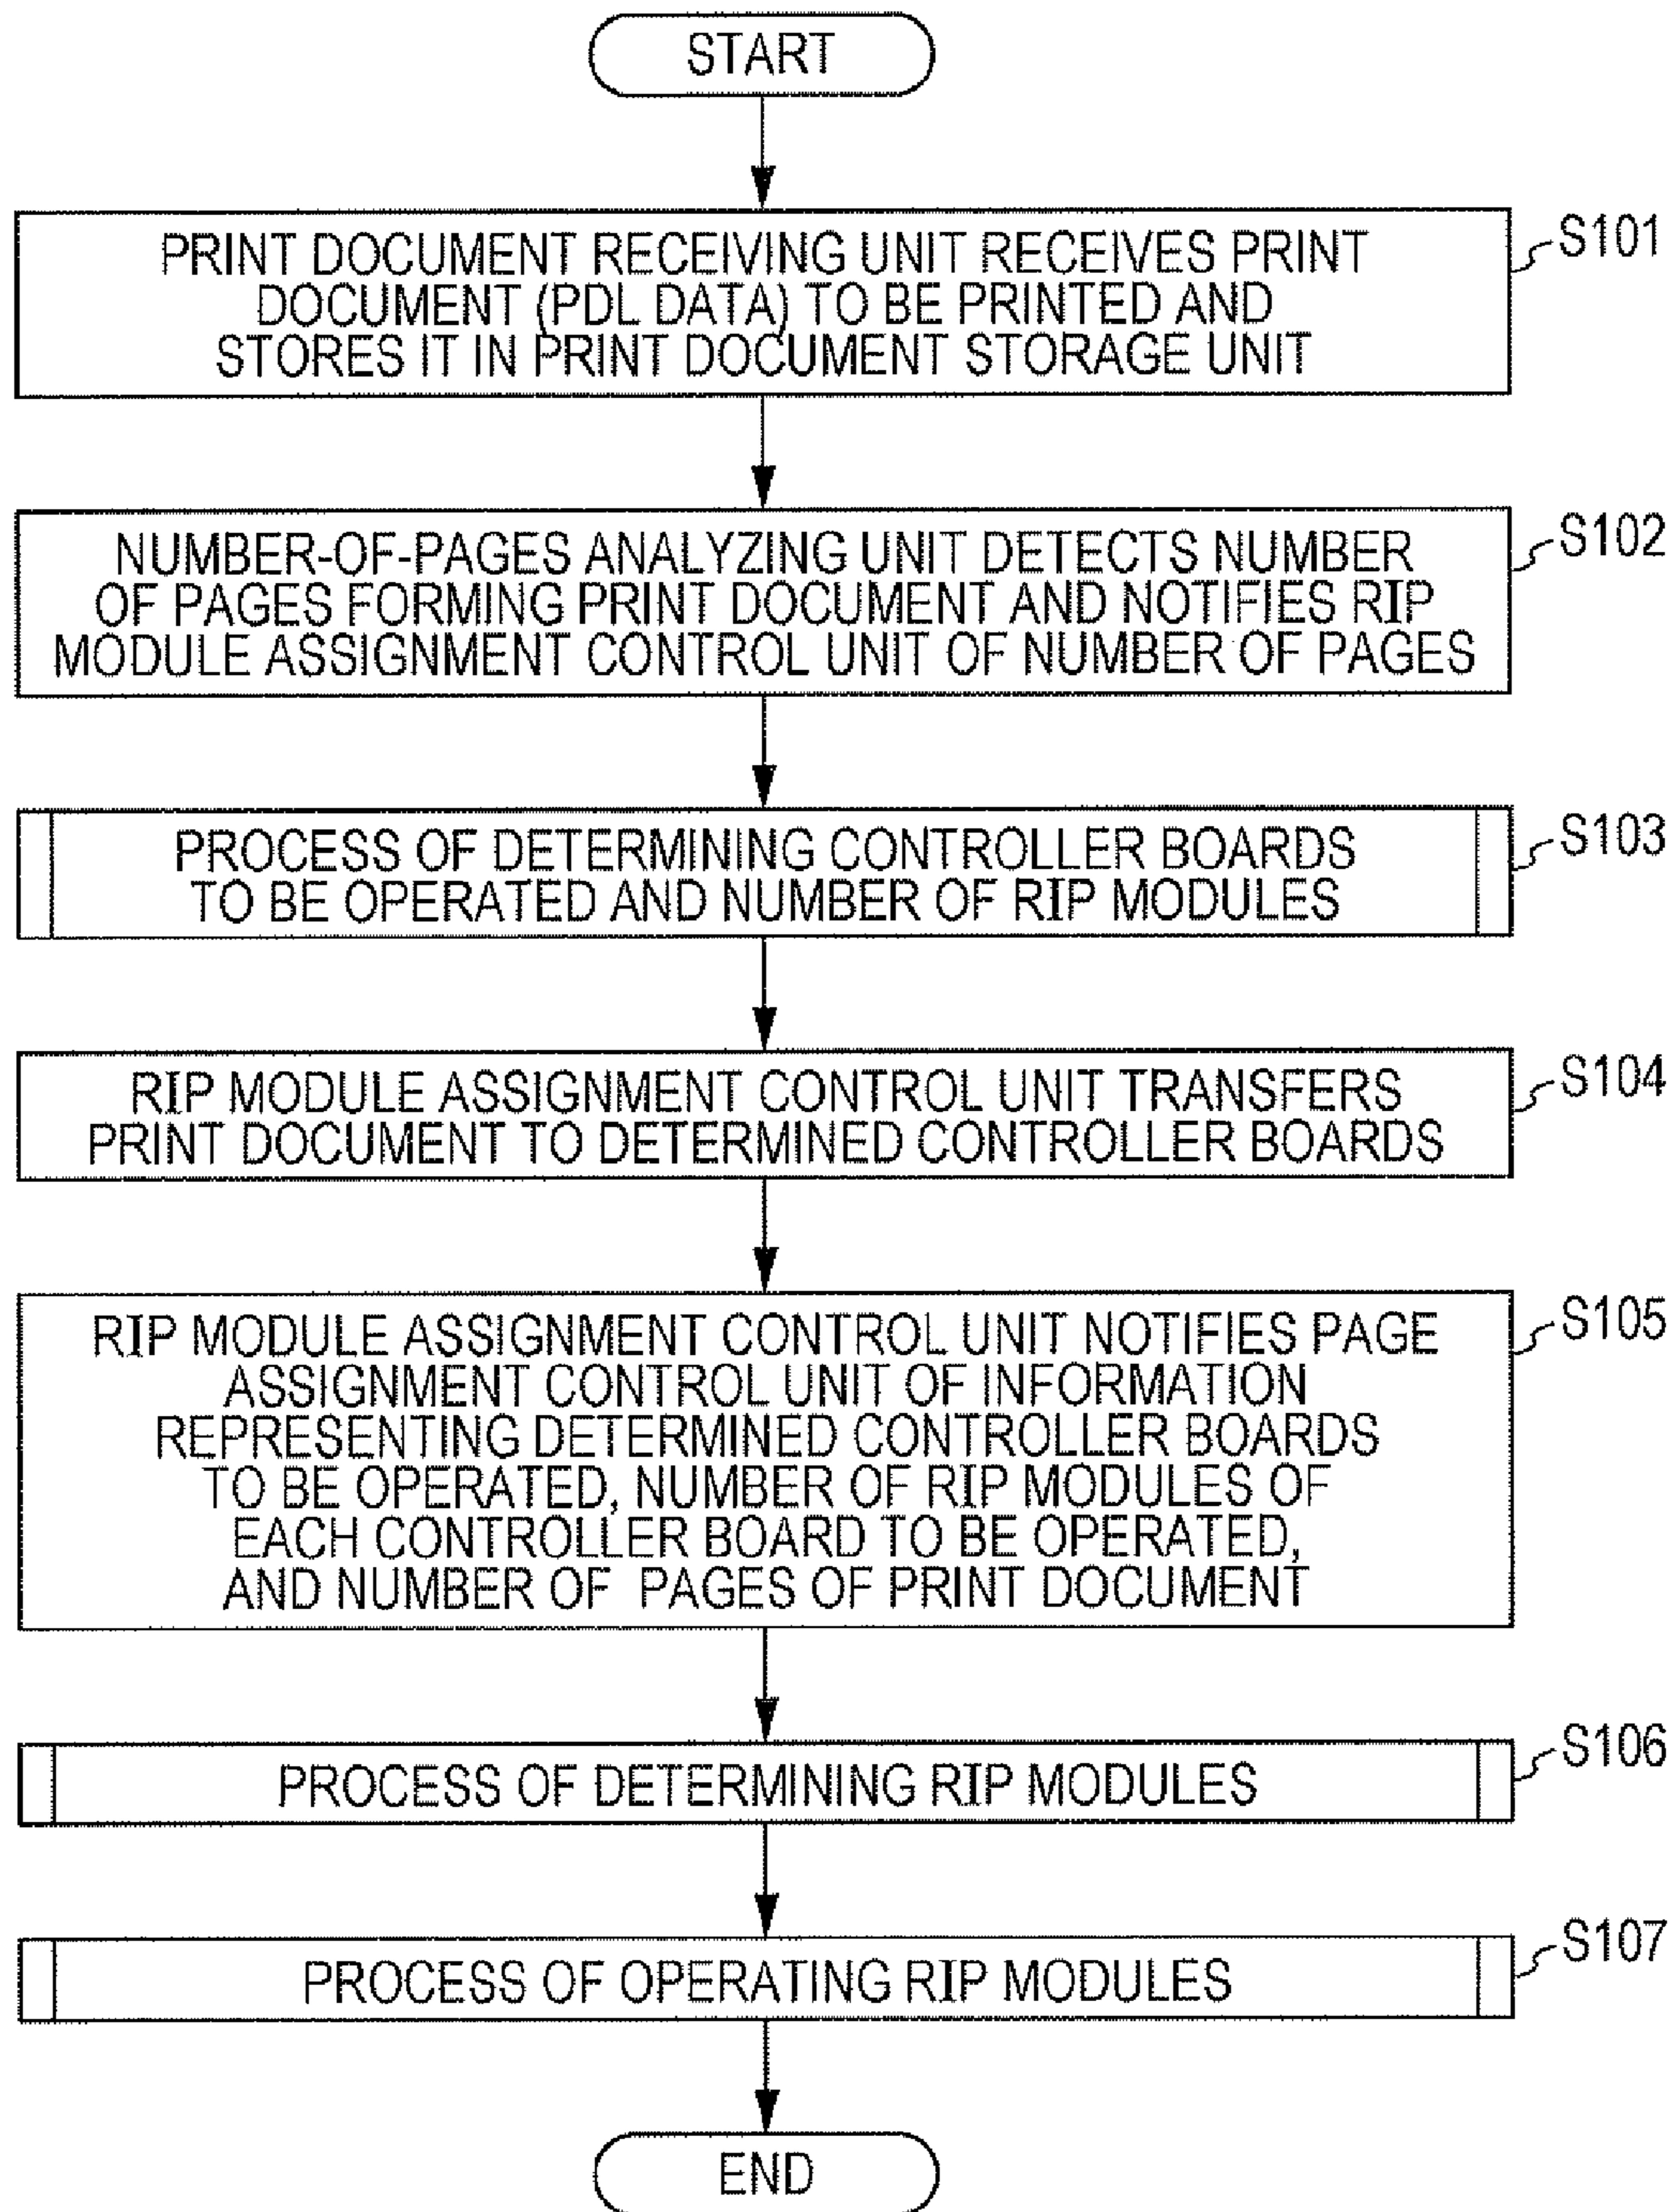 START
PRINT DOCUMENT RECEIVING UNIT RECEIVES PRINT
DOCUMENT (PDL DATA) TO BE PRINTED AND
STORES IT IN PRINT DOCUMENT STORAGE UNIT
S101
NUMBER-OF-PAGES ANALYZING UNIT DETECTS NUMBER
OF PAGES FORMING PRINT DOCUMENT AND NOTIFIES RIP
MODULE ASSIGNMENT CONTROL UNIT OF NUMBER OF PAGES
S102
PROCESS OF DETERMINING CONTROLLER BOARDS
TO BE OPERATED AND NUMBER OF RIP MODULES
S103
RIP MODULE ASSIGNMENT CONTROL UNIT TRANSFERS
PRINT DOCUMENT TO DETERMINED CONTROLLER BOARDS
S104
RIP MODULE ASSIGNMENT CONTROL UNIT NOTIFIES PAGE
ASSIGNMENT CONTROL UNIT OF INFORMATION
REPRESENTING DETERMINED CONTROLLER BOARDS
TO BE OPERATED, NUMBER OF RIP MODULES OF
EACH CONTROLLER BOARD TO BE OPERATED,
AND NUMBER OF PAGES OF PRINT DOCUMENT
S105
PROCESS OF DETERMINING RIP MODULES
S106
PROCESS OF OPERATING RIP MODULES
S107
END